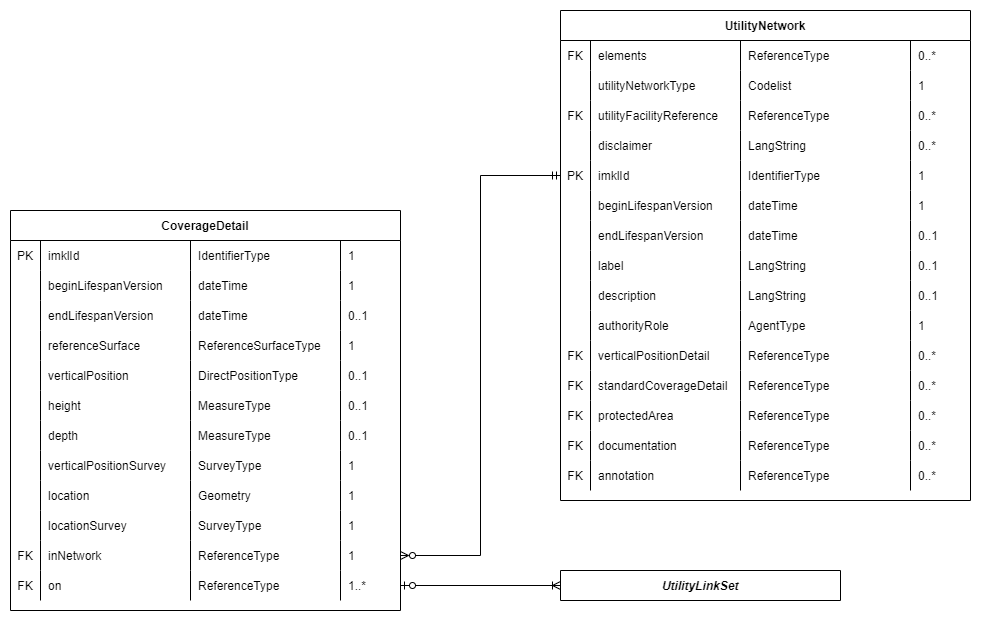 UtilityNetwork
FK elements ReferenceType 0..*
utilityNetworkType Codelist 1
FK utilityFacilityReference ReferenceType 0..*
disclaimer LangString 0..*
PK imklId IdentifierType 1
beginLifespanVersion dateTime 1
endLifespanVersion dateTime 0..1
label LangString 0..1
description LangString 0..1
authorityRole AgentType 1
FK verticalPositionDetail ReferenceType 0..*
FK standardCoverageDetail ReferenceType 0..*
FK protectedArea ReferenceType 0..*
FK documentation ReferenceType 0..*
FK annotation ReferenceType 0..*
CoverageDetail
PK imklId IdentifierType 1
beginLifespanVersion dateTime 1
endLifespanVersion dateTime 0..1
referenceSurface ReferenceSurfaceType 1
verticalPosition DirectPositionType 0..1
height MeasureType 0..1
depth MeasureType 0..1
verticalPositionSurvey SurveyType 1
location Geometry 1
locationSurvey SurveyType 1
FK inNetwork ReferenceType 1
FK on ReferenceType 1..*
UtilityLinkSet